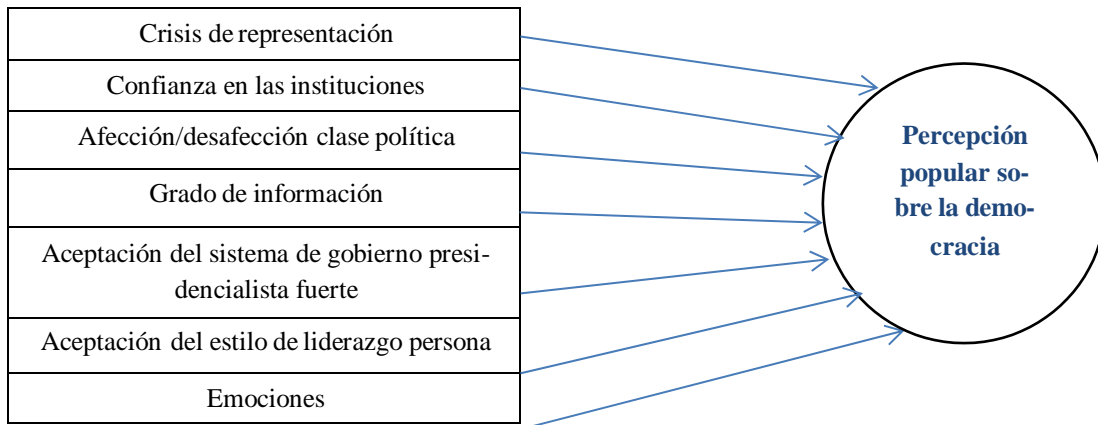 Crisis de representación
Confianza en las instituciones
Afección/desafección clase política
Grado de información
Aceptación del sistema de gobierno presi-
dencialista fuerte
Aceptación del estilo de liderazgo persona
Emociones
Percepción
popular so-
bre la demo-
cracia